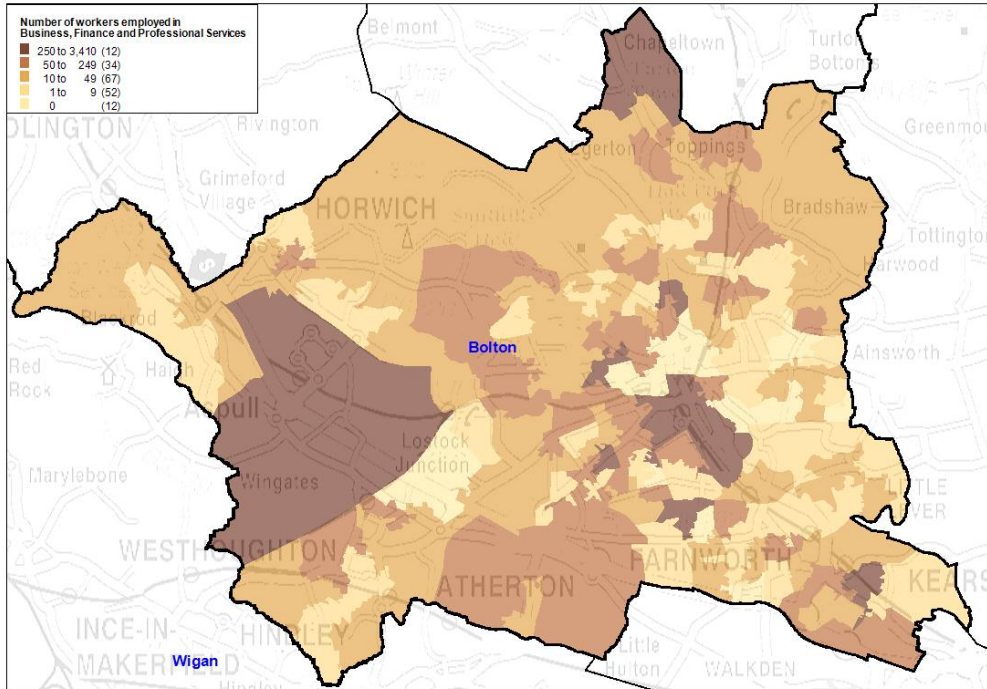 Number of workers employed in
Business, Finance and Professional Services
250 to 3,410 (12)
50 to 249 (34)
10 to 49 (67)
1 to 9 (52)
0 (12)
Belmont
Chapeltown
Turton
Bottoms
Rivington
Greenmou
Egerton
Toppings
Grimeford
Village
HORWICH
Bradshaw
Tottington
Harwood
S
Blackrod
Bolton
Ainsworth
Red
Rock
Haigh
Aspull
Lostock
Junction
Marylebone
Wingates
LITTLE
LEVER
WESTHOUGHTON
FARNWORTH
ATHERTON
KEARS
INCE-IN-
MAKERFIELD
HINDLEY
Wigan
Little
Hulton
WALKDEN
Hindley